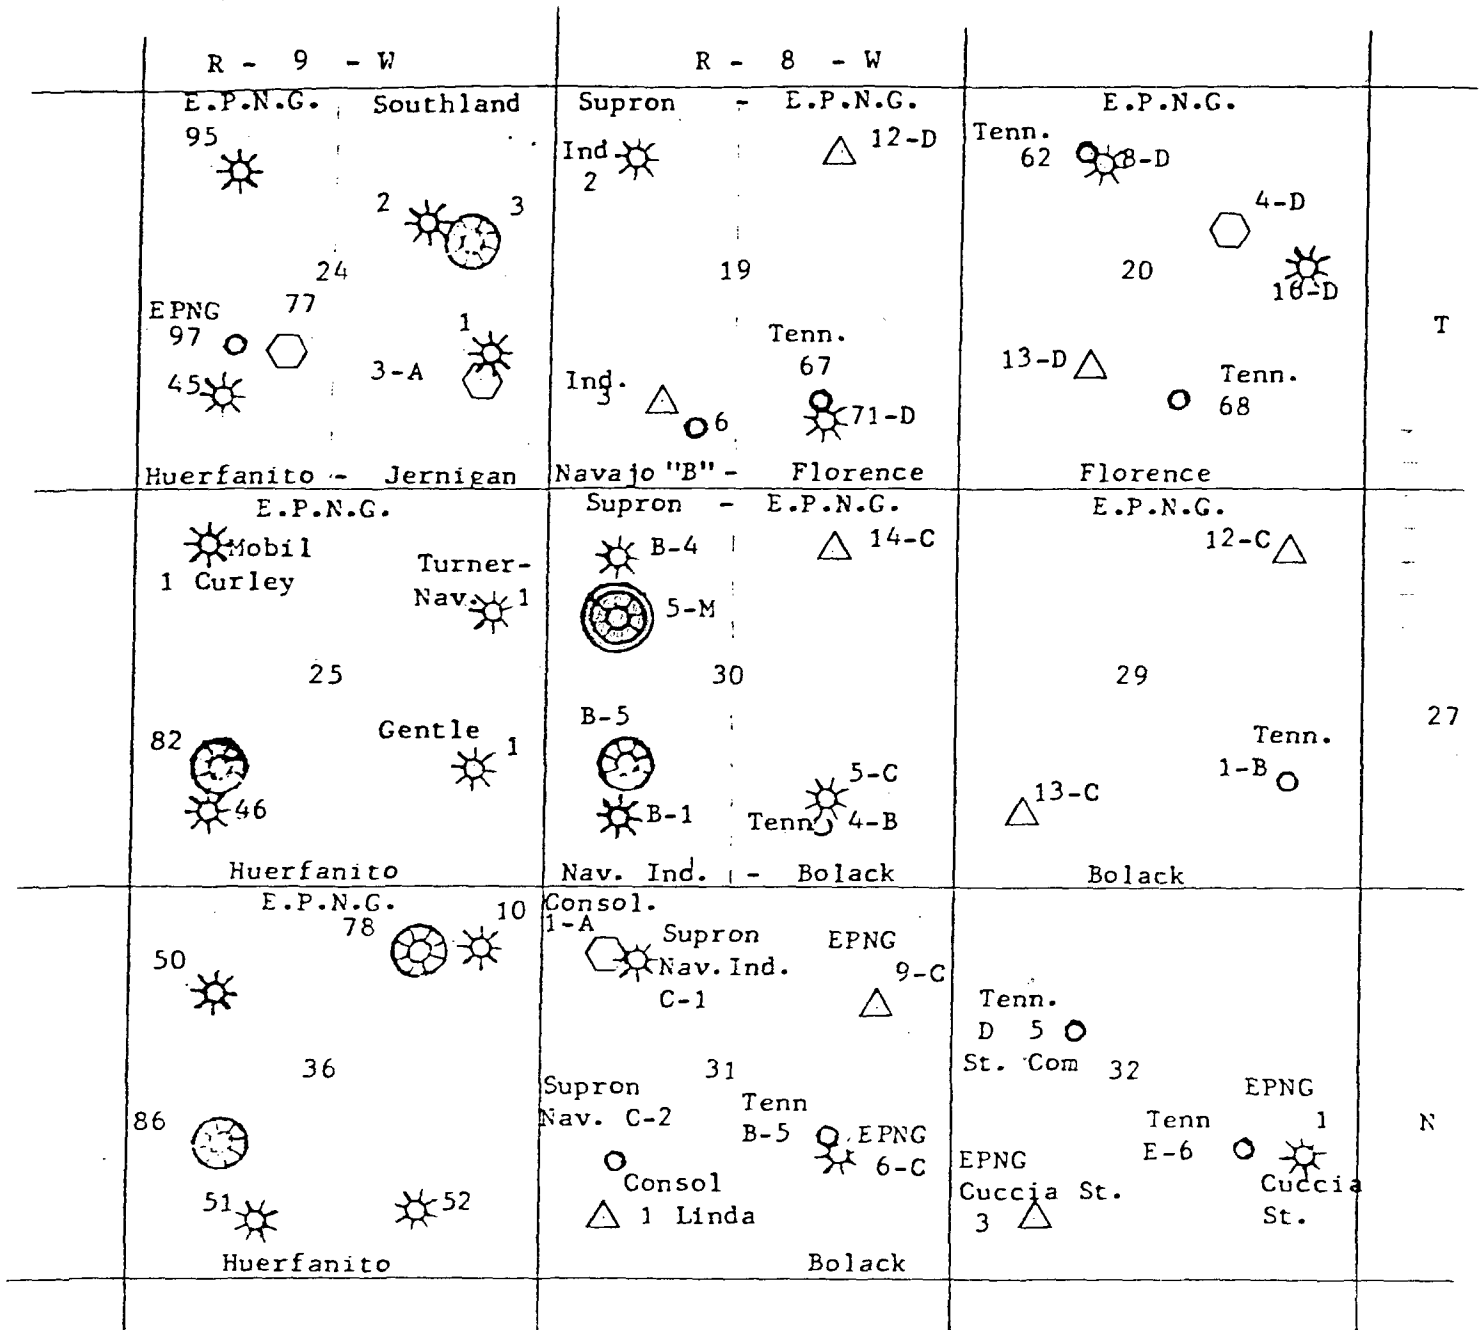 R - 9 - W
R - 8 - W
E.P.N.G.
Southland
Supron - E.P.N.G.
E.P.N.G.
95
Ind.
2
12-D
Tenn.
62
8-D
2
3
4-D
24
19
20
16-D
EPNG
97
77
1
3-A
45
Ind.
3
6
Tenn.
67
71-D
13-D
Tenn.
68
T
Huerfanito - Jernigan
Navajo "B" - Florence
Florence
E.P.N.G.
Supron - E.P.N.G.
E.P.N.G.
Mobil
1 Curley
Turner-
Nav. 1
B-4
14-C
12-C
5-M
25
30
29
27
82
Gentle 1
B-5
5-C
Tenn. 4-B
Tenn.
1-B
46
B-1
13-C
Huerfanito
Nav. Ind. - Bolack
Bolack
E.P.N.G.
78
10
Consol.
1-A
50
Supron
Nav. Ind.
C-1
EPNG
9-C
Tenn.
D 5
St. Com
36
31
32
86
Supron
Nav. C-2
Tenn
B-5
EPNG
6-C
Tenn
E-6
EPNG
1
N
51
52
Consol
1 Linda
EPNG
Cuccia St.
3
Cuccia
St.
Huerfanito
Bolack